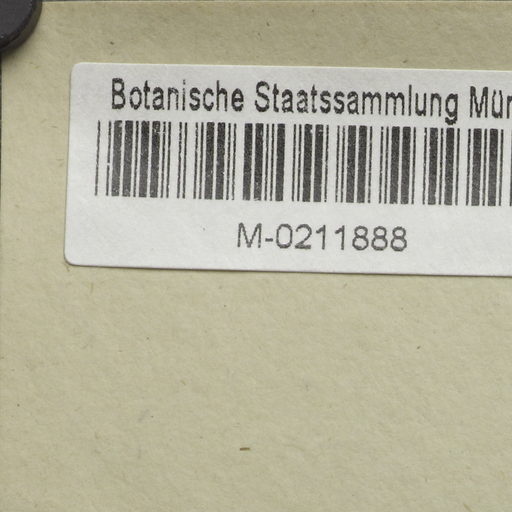 Botanische Staatssammlung Mün
M-0211888